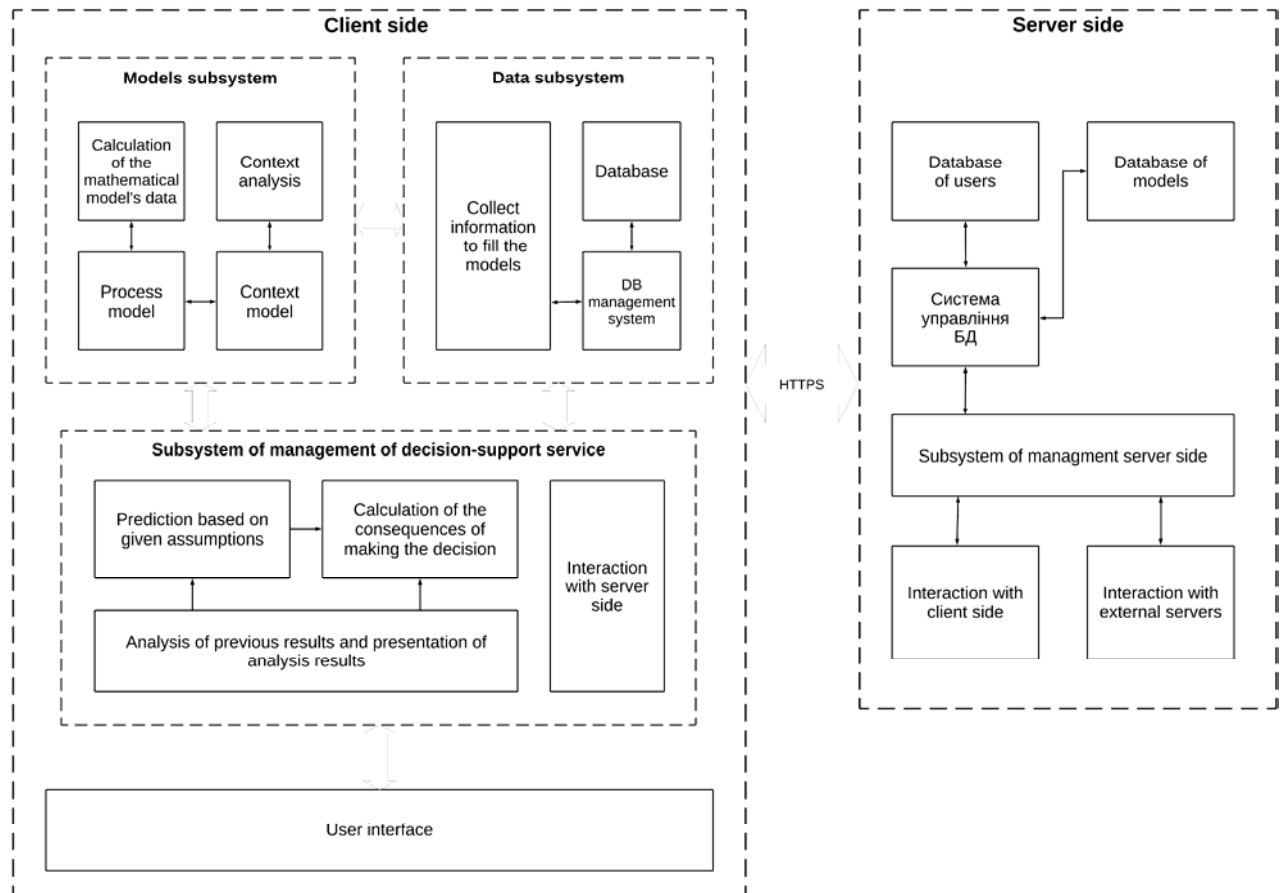 Client side
Models subsystem
Calculation
of the
mathematical
model's data
Context
analysis
Process
model
Context
model
Data subsystem
Collect
information
to fill the
models
Database
DB
management
system
Subsystem of management of decision-support service
Prediction based on
given assumptions
Calculation of the
consequences of
making the decision
Interaction
with server
side
Analysis of previous results and presentation of
analysis results
User interface
HTTPS
Server side
Database
of users
Database of
models
Система
управління
БД
Subsystem of managment server side
Interaction with
client side
Interaction with
external servers